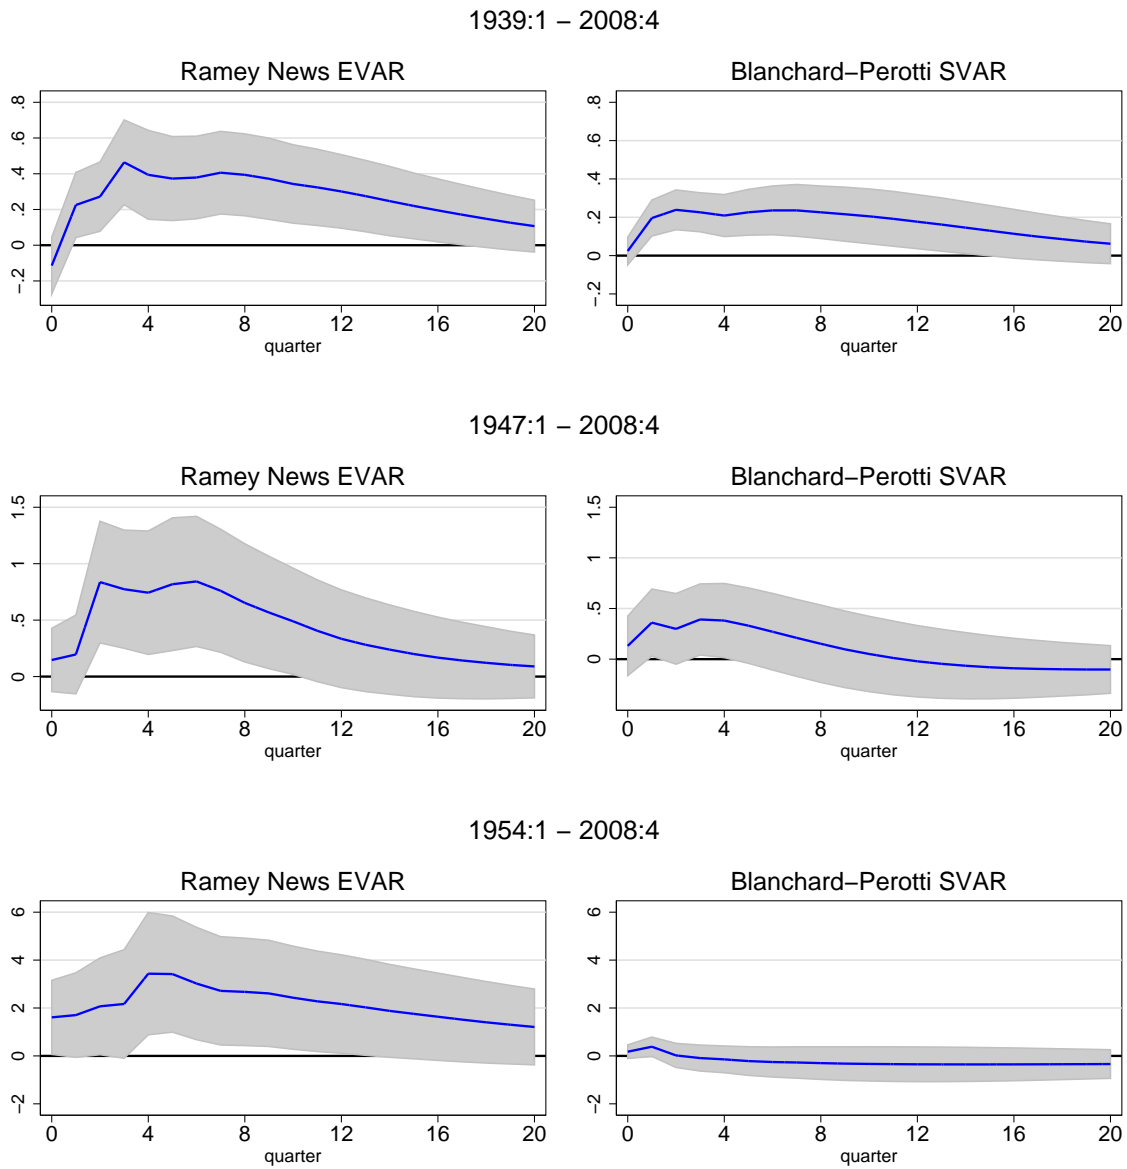 1939:1 − 2008:4
Ramey News EVAR
Blanchard−Perotti SVAR
.8
.6
.4
.2
0
−.2
0 4 8 12 16 20
quarter
.8
.6
.4
.2
0
−.2
0 4 8 12 16 20
quarter
1947:1 − 2008:4
Ramey News EVAR
Blanchard−Perotti SVAR
1.5
1
.5
0
0 4 8 12 16 20
quarter
1.5
1
.5
0
0 4 8 12 16 20
quarter
1954:1 − 2008:4
Ramey News EVAR
Blanchard−Perotti SVAR
6
4
2
0
−2
0 4 8 12 16 20
quarter
6
4
2
0
−2
0 4 8 12 16 20
quarter